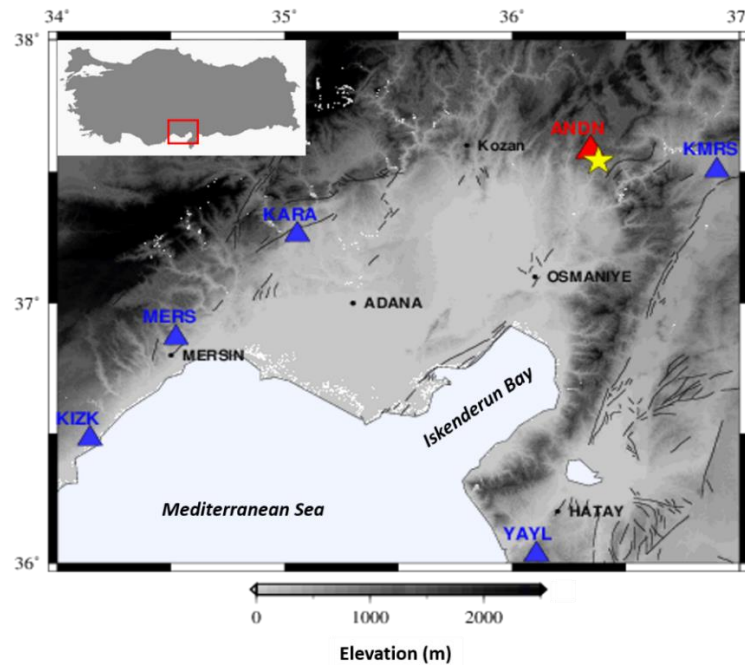 34°
35°
36°
37
38°
ANDN
Kozan
KMRS
KARA
OSMANIYE
37°
ADANA
MERS
MERSIN
Iskenderun Bay
KIZK
Mediterranean Sea
HATAY
YAYL
36°
0
1000
2000
Elevation (m)